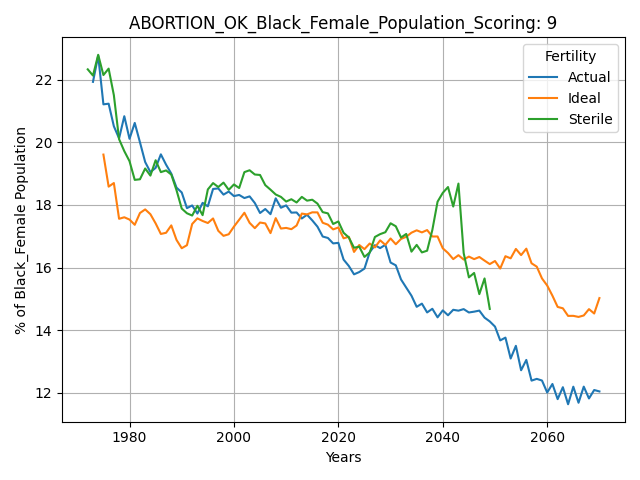 ABORTION_OK_Black_Female_Population_Scoring: 9
Fertility
Actual
Ideal
Sterile
% of Black_Female Population
22
20
18
16
14
12
1980
2000
2020
2040
2060
Years